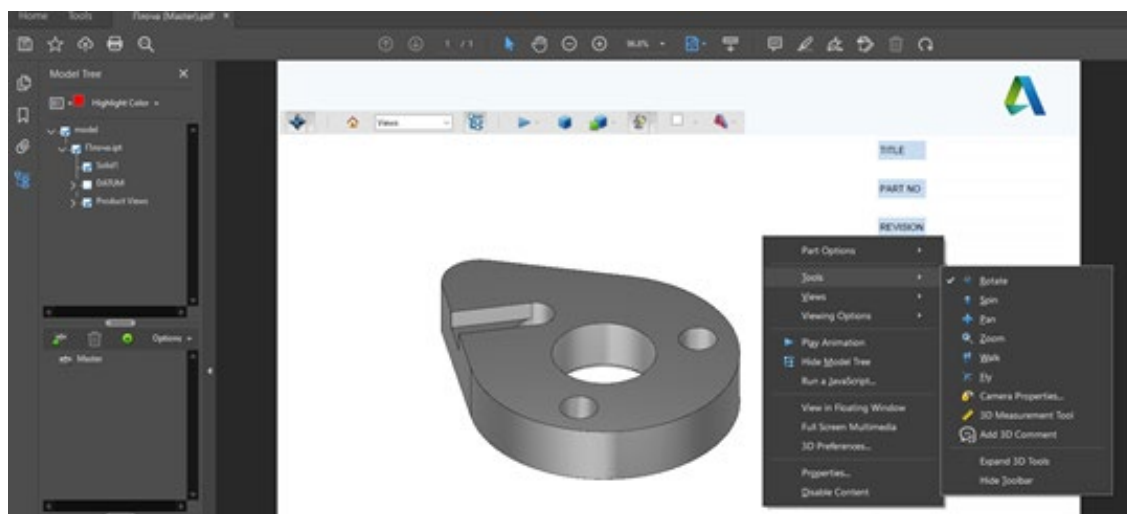 Home Tools Плоча (Master).pdf ×
1 / 1
Model Tree ×
Highlight Color
model
Плоча.ipt
Solid1
DATUM
Product Views
Options
abc Master
Views
TITLE
PART NO
REVISION
Part Options
Tools
Views
Viewing Options
Play Animation
Hide Model Tree
Run a JavaScript...
View in Floating Window
Full Screen Multimedia
3D Preferences...
Properties...
Disable Content
Rotate
Spin
Pan
Zoom
Walk
Fly
Camera Properties...
3D Measurement Tool
Add 3D Comment
Expand 3D Tools
Hide Toolbar